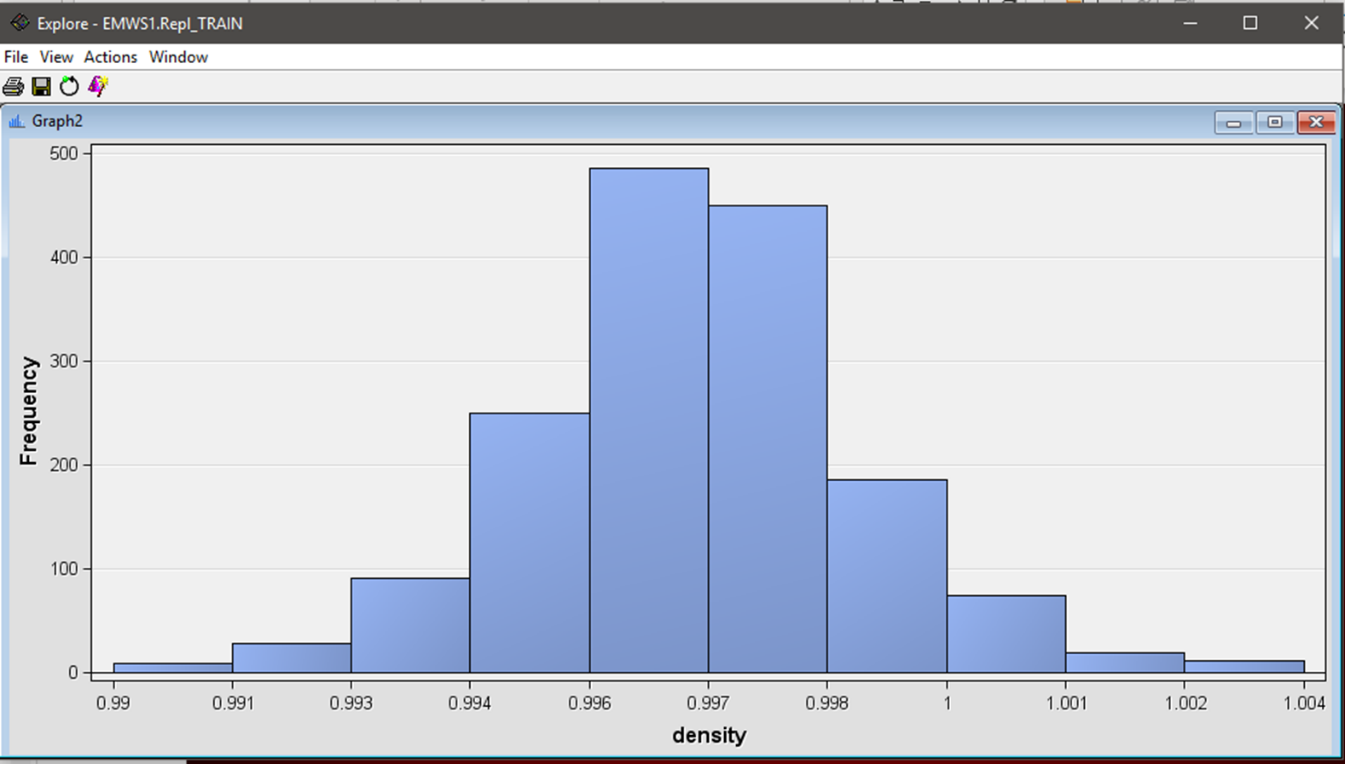 Explore - EMWS1.Repl_TRAIN
File View Actions Window
Graph2
500
400
300
200
100
0
Frequency
0.99 0.991 0.993 0.994 0.996 0.997 0.998 1 1.001 1.002 1.004
density